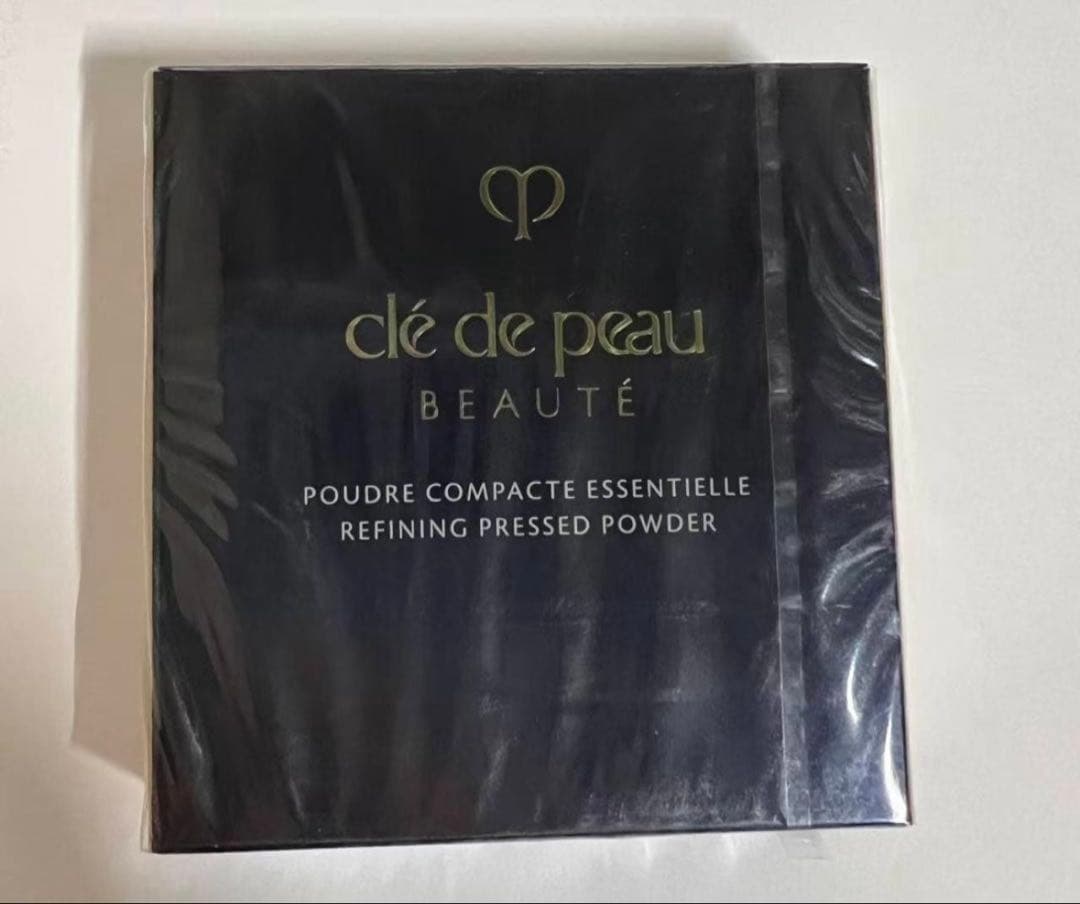 clé de peau
BEAUTÉ
POUDRE COMPACTE ESSENTIELLE
REFINING PRESSED POWDER